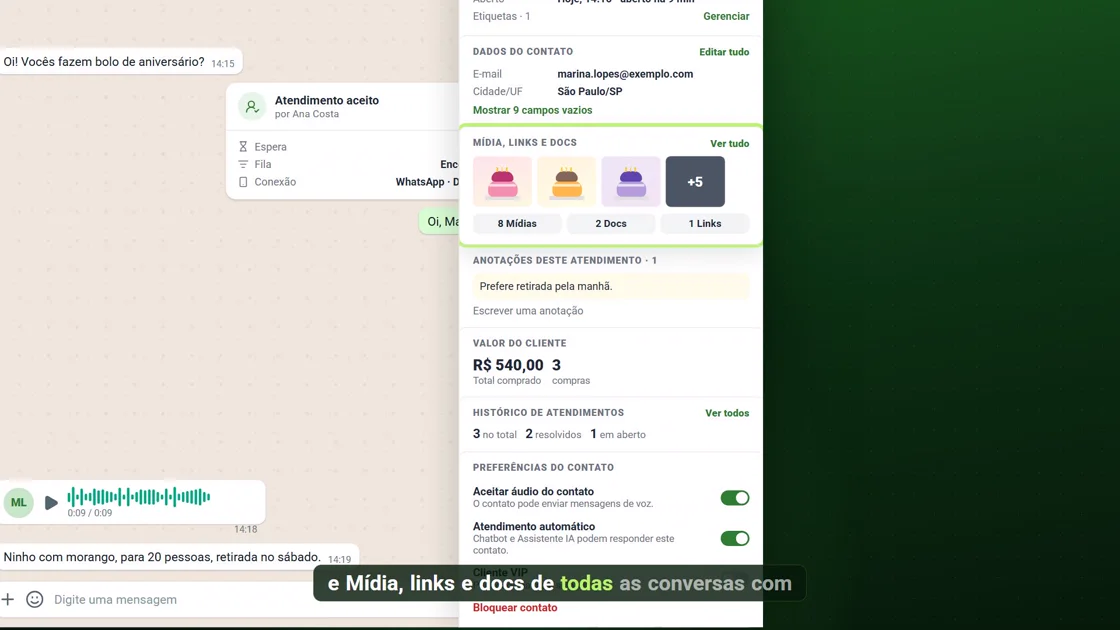 Etiquetas · 1
Gerenciar
Oi! Vocês fazem bolo de aniversário? 14:15
Atendimento aceito
por Ana Costa
Espera
Fila
Conexão
WhatsApp
Oi,
DADOS DO CONTATO
Editar tudo
E-mail
marina.lopes@exemplo.com
Cidade/UF
São Paulo/SP
Mostrar 9 campos vazios
MÍDIA, LINKS E DOCS
Ver tudo
+5
8 Mídias
2 Docs
1 Links
ANOTAÇÕES DESTE ATENDIMENTO · 1
Prefere retirada pela manhã.
Escrever uma anotação
VALOR DO CLIENTE
R$ 540,00 3
Total comprado compras
HISTÓRICO DE ATENDIMENTOS
Ver todos
3 no total 2 resolvidos 1 em aberto
PREFERÊNCIAS DO CONTATO
Aceitar áudio do contato
O contato pode enviar mensagens de voz.
Atendimento automático
Chatbot e Assistente IA podem responder este
contato.
Cliente VIP
Bloquear contato
ML
0:09 / 0:09
14:18
Ninho com morango, para 20 pessoas, retirada no sábado. 14:19
Digite uma mensagem
e Mídia, links e docs de todas as conversas com